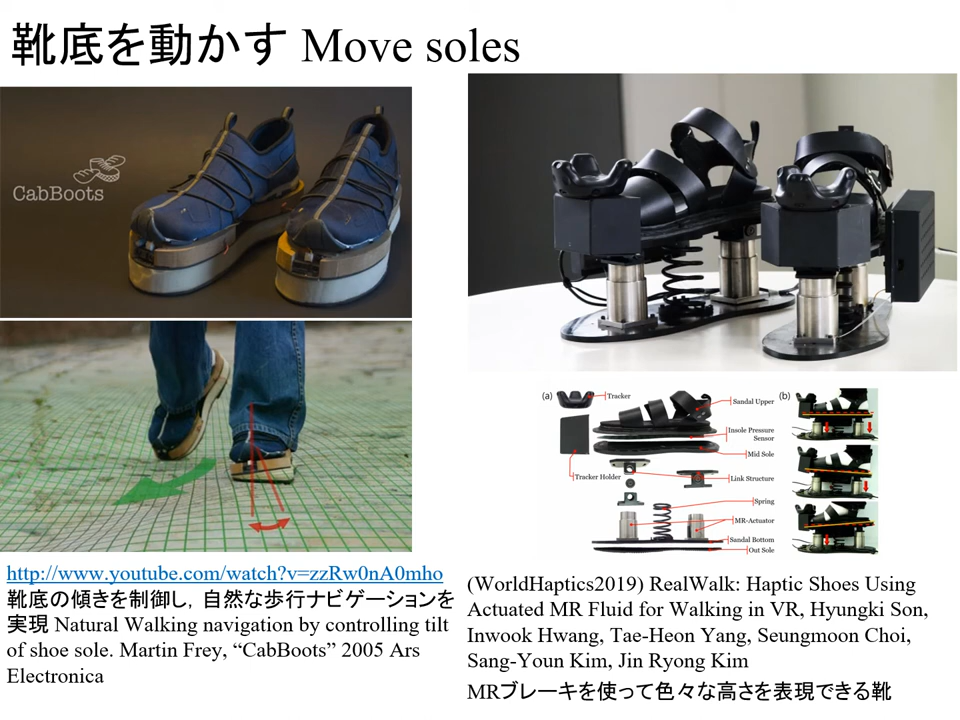 靴底を動かす Move soles
CabBoots
(a)
Tracker
Sandal Upper
Insole Pressure
Sensor
Mid Sole
Tracker Holder
Link Structure
Spring
MR-Actuator
Sandal Bottom
Out Sole
(b)
http://www.youtube.com/watch?v=zzRw0nA0mho
靴底の傾きを制御し，自然な歩行ナビゲーションを
実現 Natural Walking navigation by controlling tilt
of shoe sole. Martin Frey, “CabBoots” 2005 Ars
Electronica
(WorldHaptics2019) RealWalk: Haptic Shoes Using
Actuated MR Fluid for Walking in VR, Hyungki Son,
Inwook Hwang, Tae-Heon Yang, Seungmoon Choi,
Sang-Youn Kim, Jin Ryong Kim
MRブレーキを使って色々な高さを表現できる靴